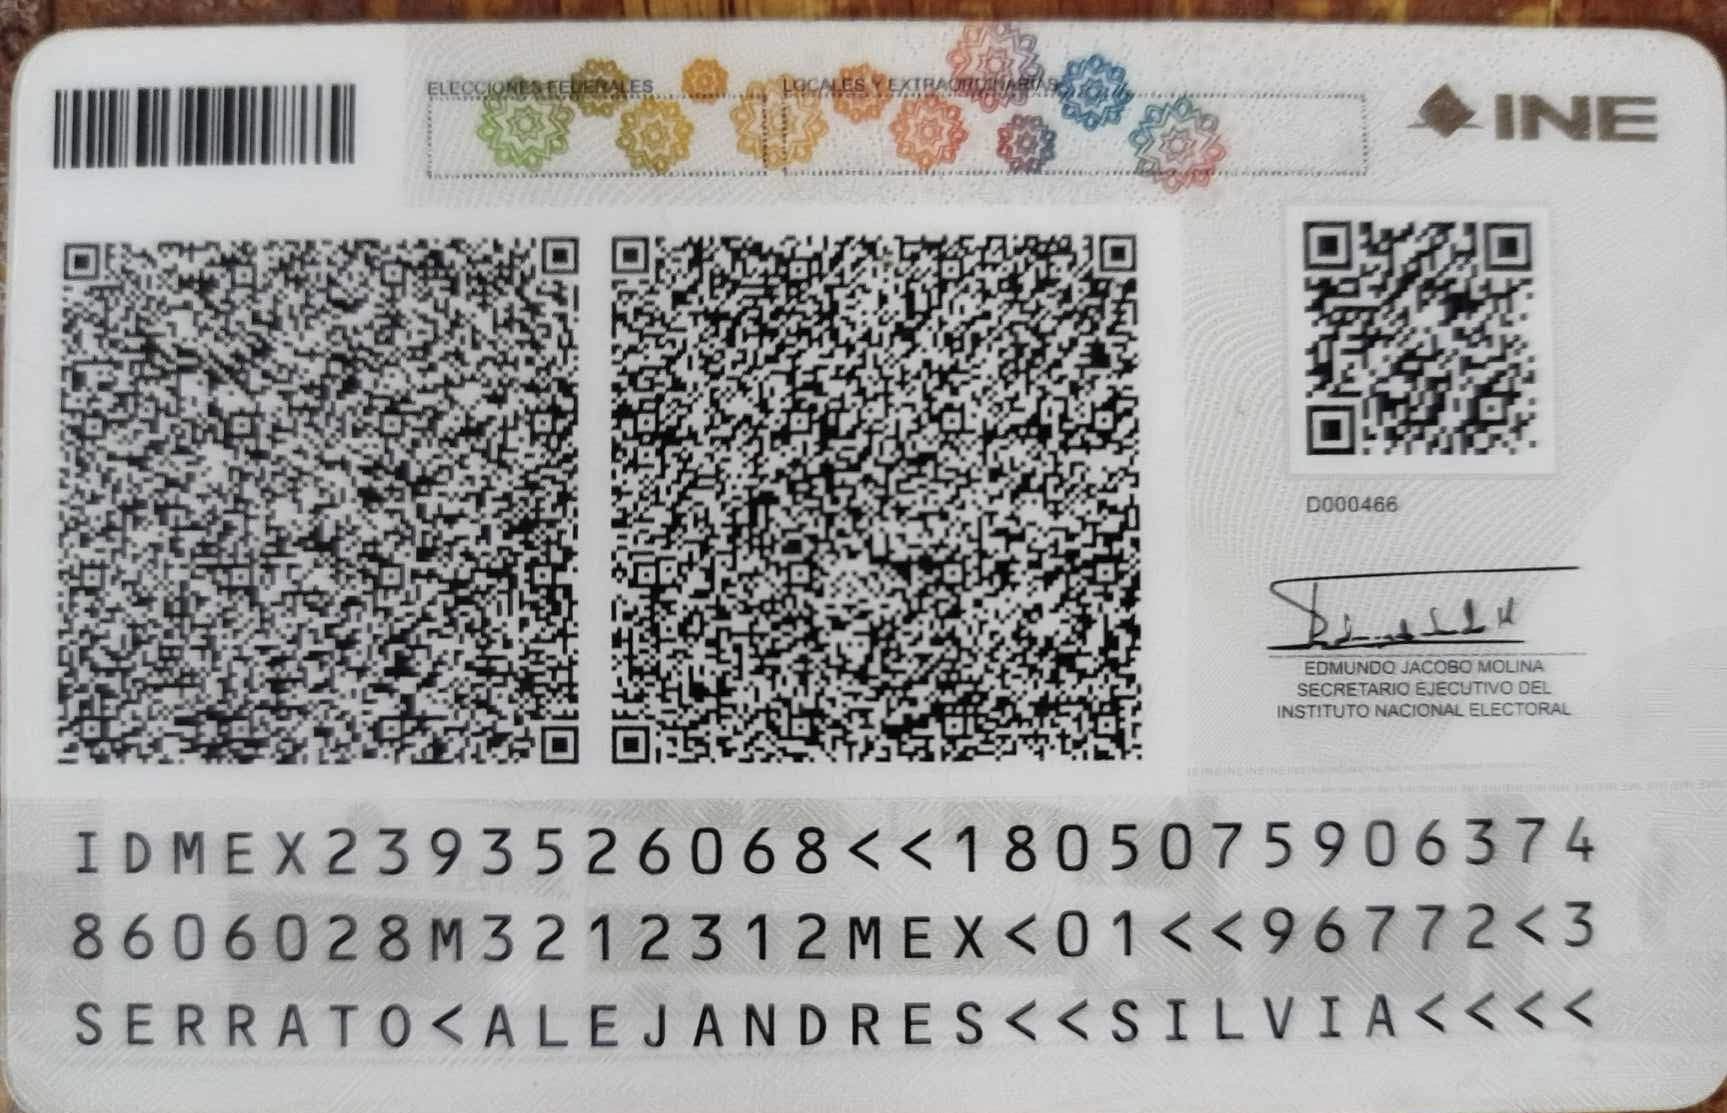 ELECCIONES FEDERALES
LOCALES Y EXTRAORDINARIAS
INE
D000466
EDMUNDO JACOBO MOLINA
SECRETARIO EJECUTIVO DEL
INSTITUTO NACIONAL ELECTORAL
IDMEX2393526068<<1805075906374
8606028M3212312MEX<01<<96772<3
SERRATO<ALEJANDRES<<SILVIA<<<<